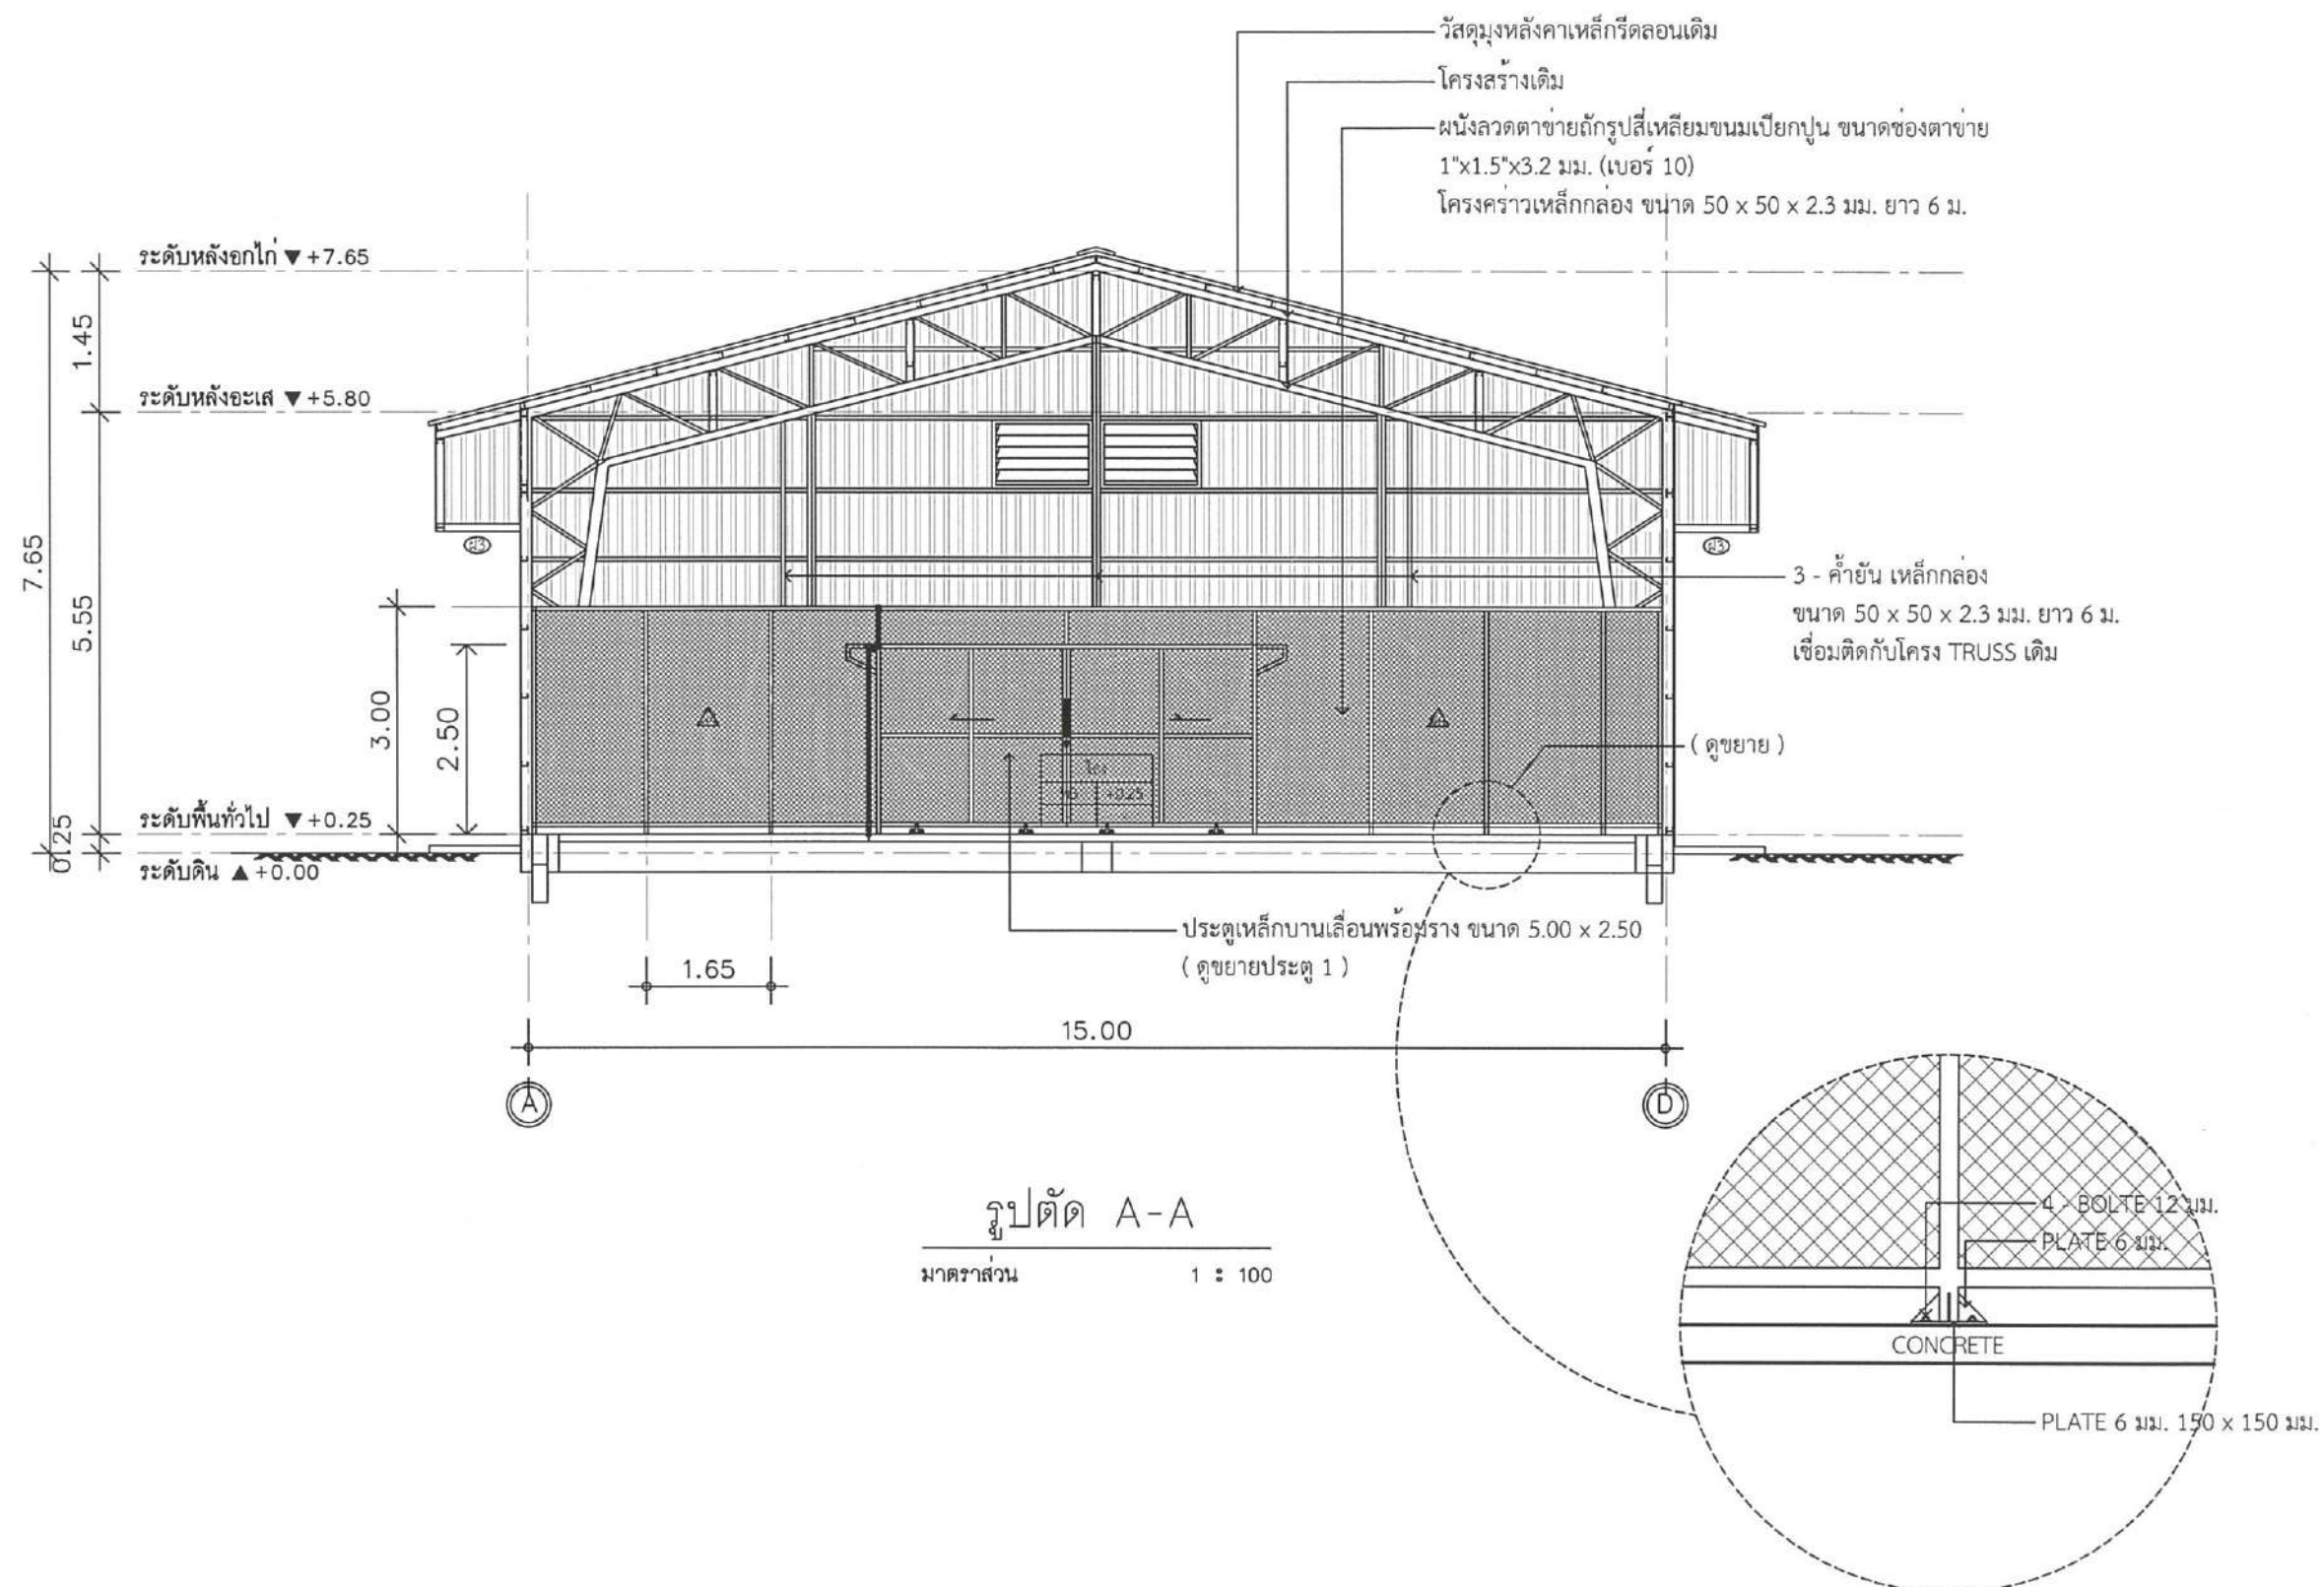 วัสดุมุงหลังคาเหล็กรีดลอนเดิม
โครงสร้างเดิม
ผนังลวดตาข่ายถักรูปสี่เหลี่ยมขนมเปียกปูน ขนาดช่องตาข่าย
1"x1.5"x3.2 มม. (เบอร์ 10)
โครงคร่าวเหล็กกล่อง ขนาด 50 x 50 x 2.3 มม. ยาว 6 ม.
ระดับหลังอกไก่ ▼ +7.65
1.45
ระดับหลังอะเส ▼ +5.80
7.65
5.55
3.00
2.50
3 - ค้ำยัน เหล็กกล่อง
ขนาด 50 x 50 x 2.3 มม. ยาว 6 ม.
เชื่อมติดกับโครง TRUSS เดิม
( ดูขยาย )
โถง
+0.25
ระดับพื้นทั่วไป ▼ +0.25
0.25
ระดับดิน ▲ +0.00
ประตูเหล็กบานเลื่อนพร้อมราง ขนาด 5.00 x 2.50
( ดูขยายประตู 1 )
1.65
15.00
A
D
รูปตัด A-A
มาตราส่วน 1 : 100
4 - BOLTE 12 มม.
PLATE 6 มม.
CONCRETE
PLATE 6 มม. 150 x 150 มม.